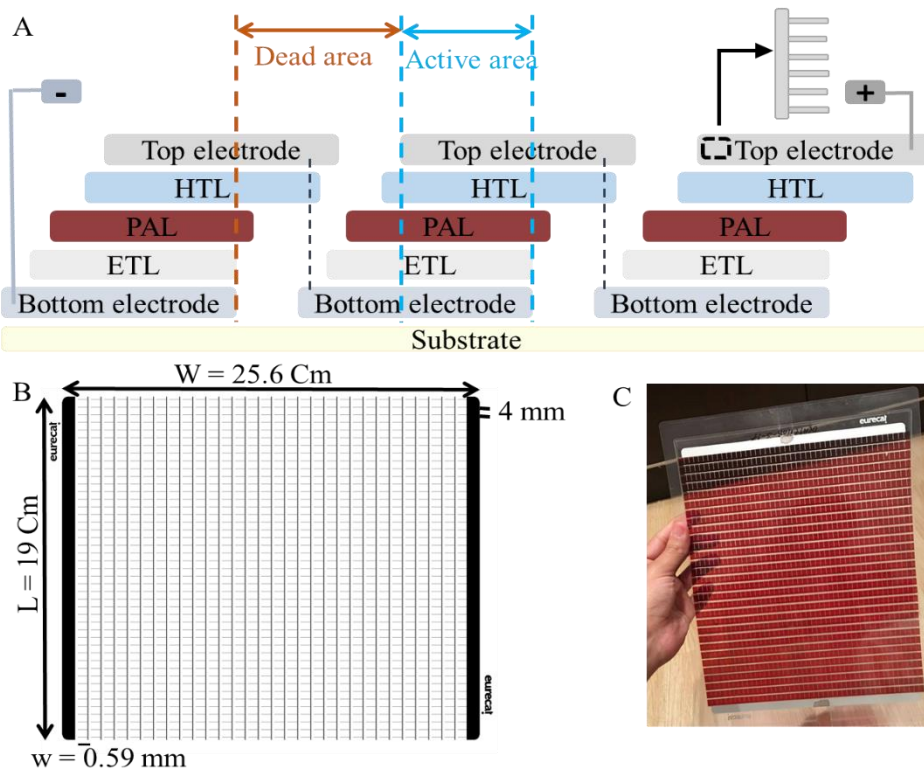 A
Dead area
Active area
-
+
Top electrode
Top electrode
Top electrode
HTL
HTL
HTL
PAL
PAL
PAL
ETL
ETL
ETL
Bottom electrode
Bottom electrode
Bottom electrode
Substrate
B
W = 25.6 Cm
4 mm
eurecat
L = 19 Cm
eurecat
w = 0.59 mm
C
eurecat